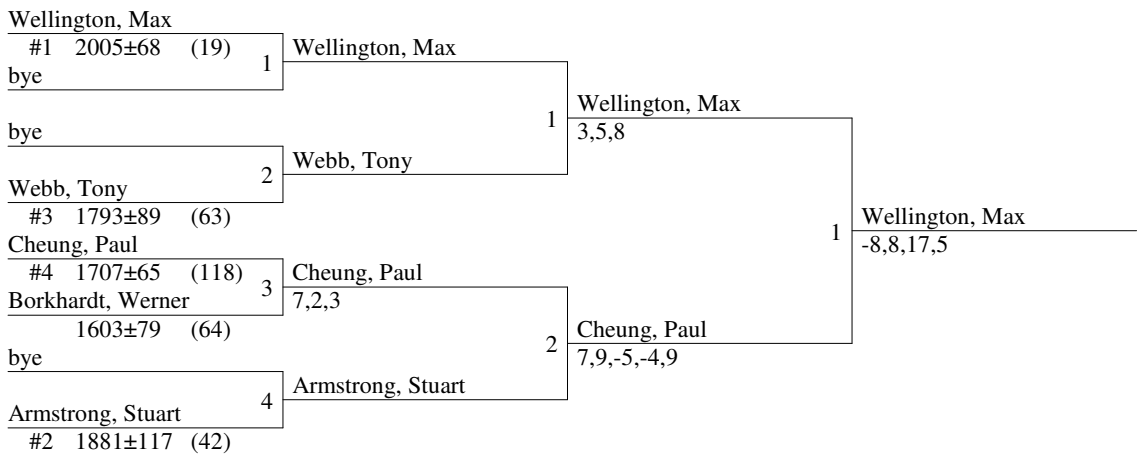 Wellington, Max
#1 2005±68 (19)
bye
1
Wellington, Max
bye
Webb, Tony
#3 1793±89 (63)
2
Webb, Tony
1
Wellington, Max
3,5,8
Cheung, Paul
#4 1707±65 (118)
Borkhardt, Werner
1603±79 (64)
3
Cheung, Paul
7,2,3
bye
Armstrong, Stuart
#2 1881±117 (42)
4
Armstrong, Stuart
2
Cheung, Paul
7,9,-5,-4,9
1
Wellington, Max
-8,8,17,5